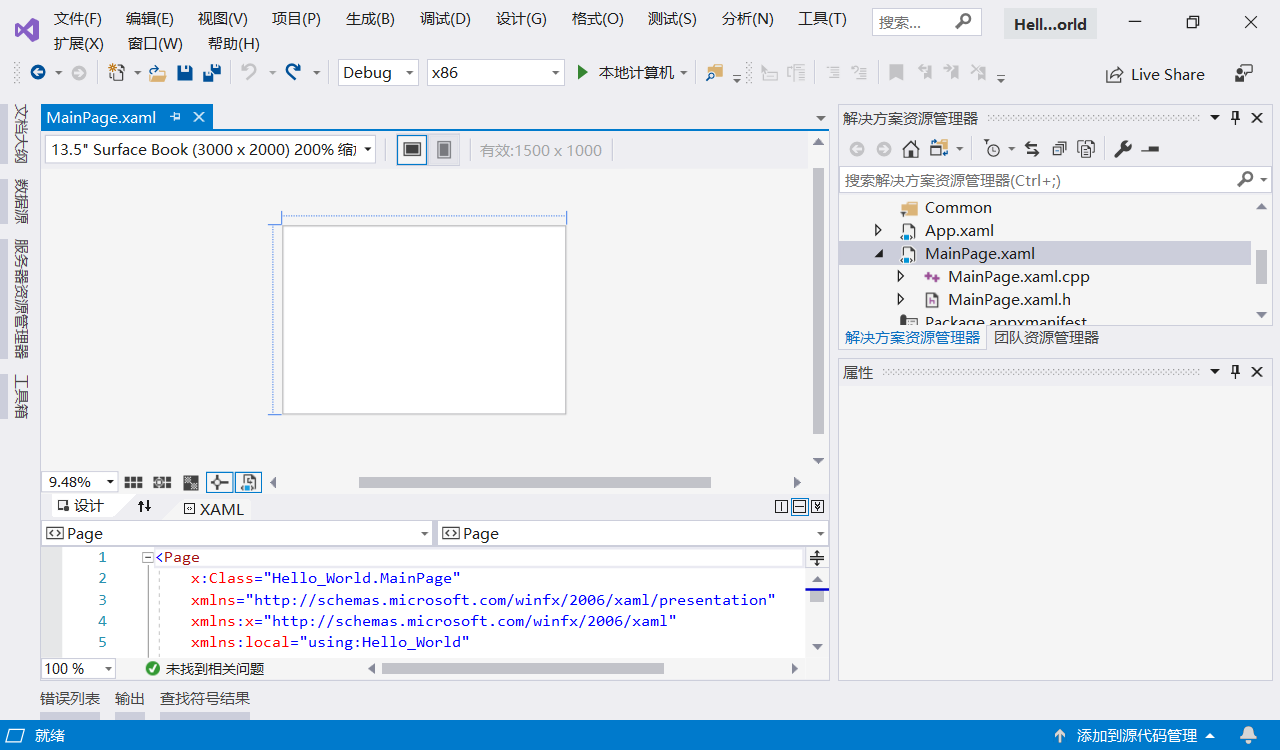 文件(F) 编辑(E) 视图(V) 项目(P) 生成(B) 调试(D) 设计(G) 格式(O) 测试(S) 分析(N) 工具(T) 搜索... Hell...orld
扩展(X) 窗口(W) 帮助(H)
Debug x86 本地计算机 Live Share
文档大纲
数据源
服务器资源管理器
工具箱
MainPage.xaml
13.5" Surface Book (3000 x 2000) 200% 缩 有效:1500 x 1000
9.48%
设计 XAML
Page Page
1 <Page
2 x:Class="Hello_World.MainPage"
3 xmlns="http://schemas.microsoft.com/winfx/2006/xaml/presentation"
4 xmlns:x="http://schemas.microsoft.com/winfx/2006/xaml"
5 xmlns:local="using:Hello_World"
100 % 未找到相关问题
解决方案资源管理器
搜索解决方案资源管理器(Ctrl+;)
Common
App.xaml
MainPage.xaml
MainPage.xaml.cpp
MainPage.xaml.h
Package.appxmanifest
解决方案资源管理器 团队资源管理器
属性
错误列表 输出 查找符号结果
就绪 添加到源代码管理